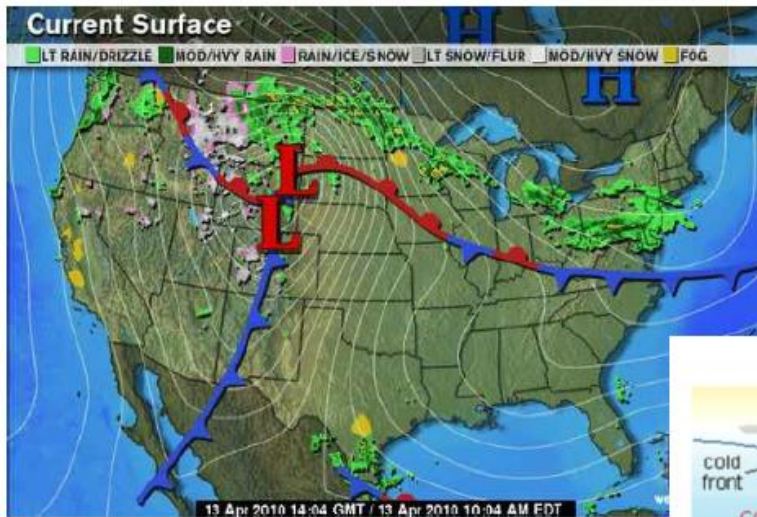 Current Surface
LT RAIN/DRIZZLE MOD/HVY RAIN RAIN/ICE/SNOW LT SNOW/FLUR MOD/HVY SNOW FOG
H
H
L
L
cold
front
13 Apr 2010 14:04 GMT / 13 Apr 2010 10:04 AM EDT